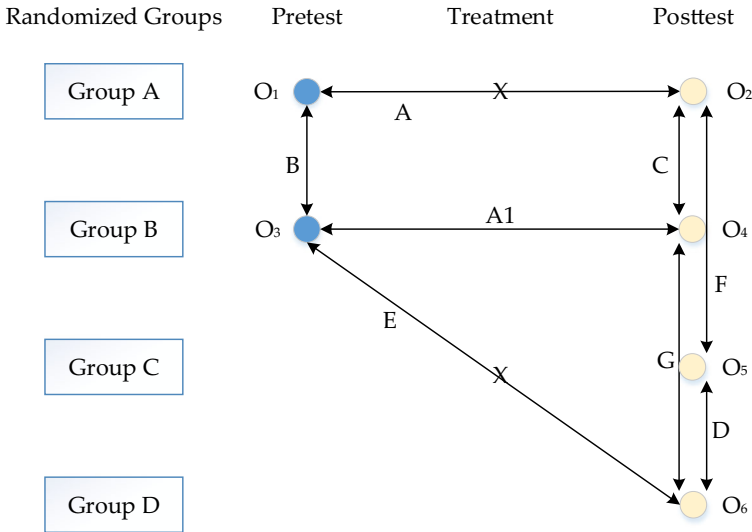 Randomized Groups Pretest Treatment Posttest
Group A O₁ X O₂
A
B C
Group B O₃ A1 O₄
F
E
Group C X G O₅
D
Group D O₆